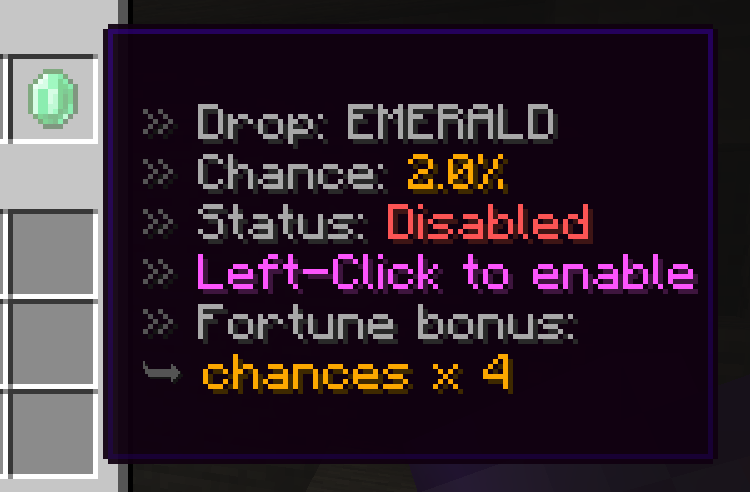 » Drop: EMERALD
» Chance: 2.0%
» Status: Disabled
» Left-Click to enable
» Fortune bonus:
➥ chances x 4